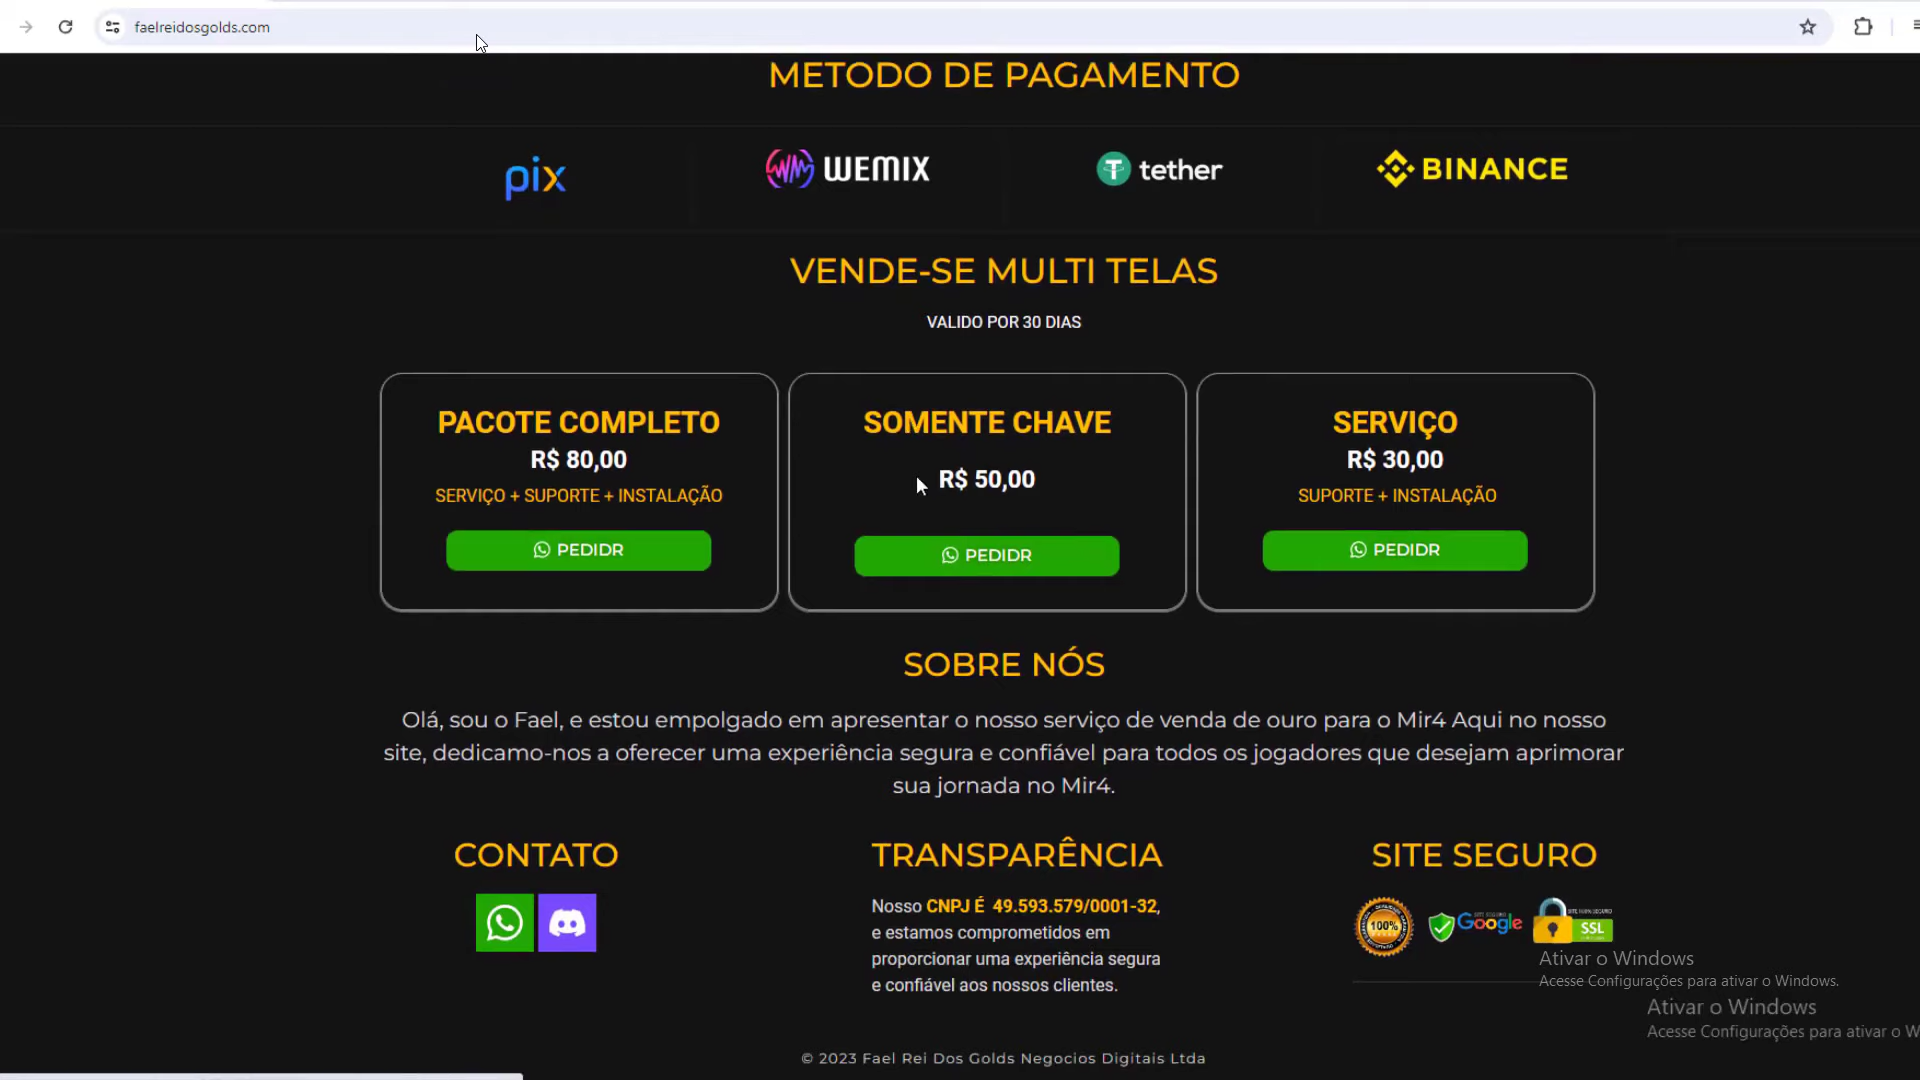 faelreidosgolds.com
METODO DE PAGAMENTO
pix
WEMIX
tether
BINANCE
VENDE-SE MULTI TELAS
VALIDO POR 30 DIAS
PACOTE COMPLETO
R$ 80,00
SERVIÇO + SUPORTE + INSTALAÇÃO
PEDIDR
SOMENTE CHAVE
R$ 50,00
PEDIDR
SERVIÇO
R$ 30,00
SUPORTE + INSTALAÇÃO
PEDIDR
SOBRE NÓS
Olá, sou o Fael, e estou empolgado em apresentar o nosso serviço de venda de ouro para o Mir4 Aqui no nosso
site, dedicamo-nos a oferecer uma experiência segura e confiável para todos os jogadores que desejam aprimorar
sua jornada no Mir4.
CONTATO
TRANSPARÊNCIA
Nosso CNPJ É 49.593.579/0001-32,
e estamos comprometidos em
proporcionar uma experiência segura
e confiável aos nossos clientes.
SITE SEGURO
100%
Google
SSL
Ativar o Windows
Acesse Configurações para ativar o Windows.
Ativar o Windows
Acesse Configurações para ativar o W
© 2023 Fael Rei Dos Golds Negocios Digitais Ltda